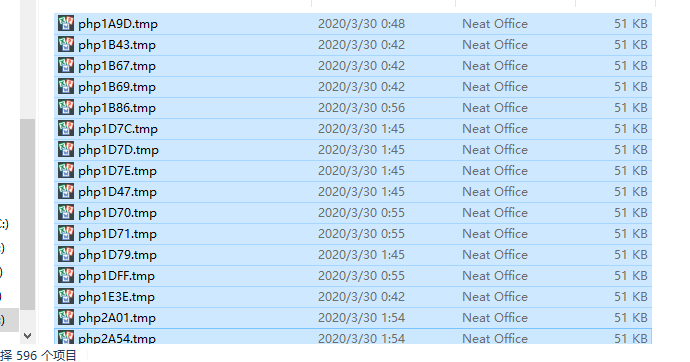 php1A9D.tmp 2020/3/30 0:48 Neat Office 51 KB
php1B43.tmp 2020/3/30 0:42 Neat Office 51 KB
php1B67.tmp 2020/3/30 0:42 Neat Office 51 KB
php1B69.tmp 2020/3/30 0:42 Neat Office 51 KB
php1B86.tmp 2020/3/30 0:56 Neat Office 51 KB
php1D7C.tmp 2020/3/30 1:45 Neat Office 51 KB
php1D7D.tmp 2020/3/30 1:45 Neat Office 51 KB
php1D7E.tmp 2020/3/30 1:45 Neat Office 51 KB
php1D47.tmp 2020/3/30 1:45 Neat Office 51 KB
php1D70.tmp 2020/3/30 0:55 Neat Office 51 KB
:)
php1D71.tmp 2020/3/30 0:55 Neat Office 51 KB
:)
php1D79.tmp 2020/3/30 1:45 Neat Office 51 KB
)
php1DFF.tmp 2020/3/30 0:55 Neat Office 51 KB
)
php1E3E.tmp 2020/3/30 0:42 Neat Office 51 KB
:)
php2A01.tmp 2020/3/30 1:54 Neat Office 51 KB
php2A54.tmp 2020/3/30 1:54 Neat Office 51 KB
择 596 个项目